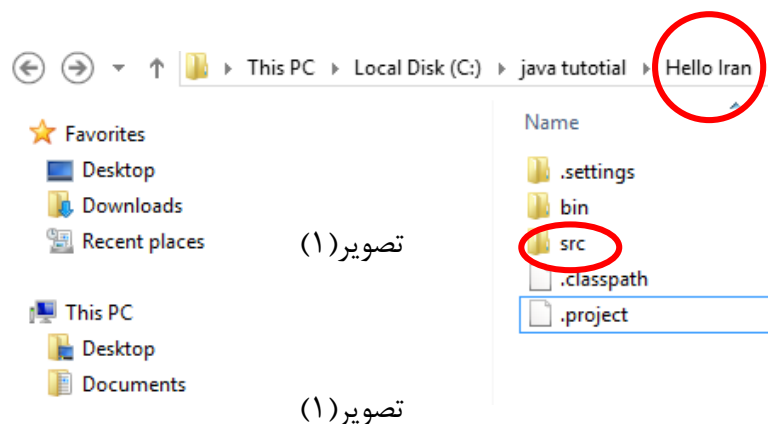 This PC Local Disk (C:) java tutotial Hello Iran
Favorites
Desktop
Downloads
Recent places
تصویر(۱)
This PC
Desktop
Documents
تصویر(۱)
Name
.settings
bin
src
.classpath
.project